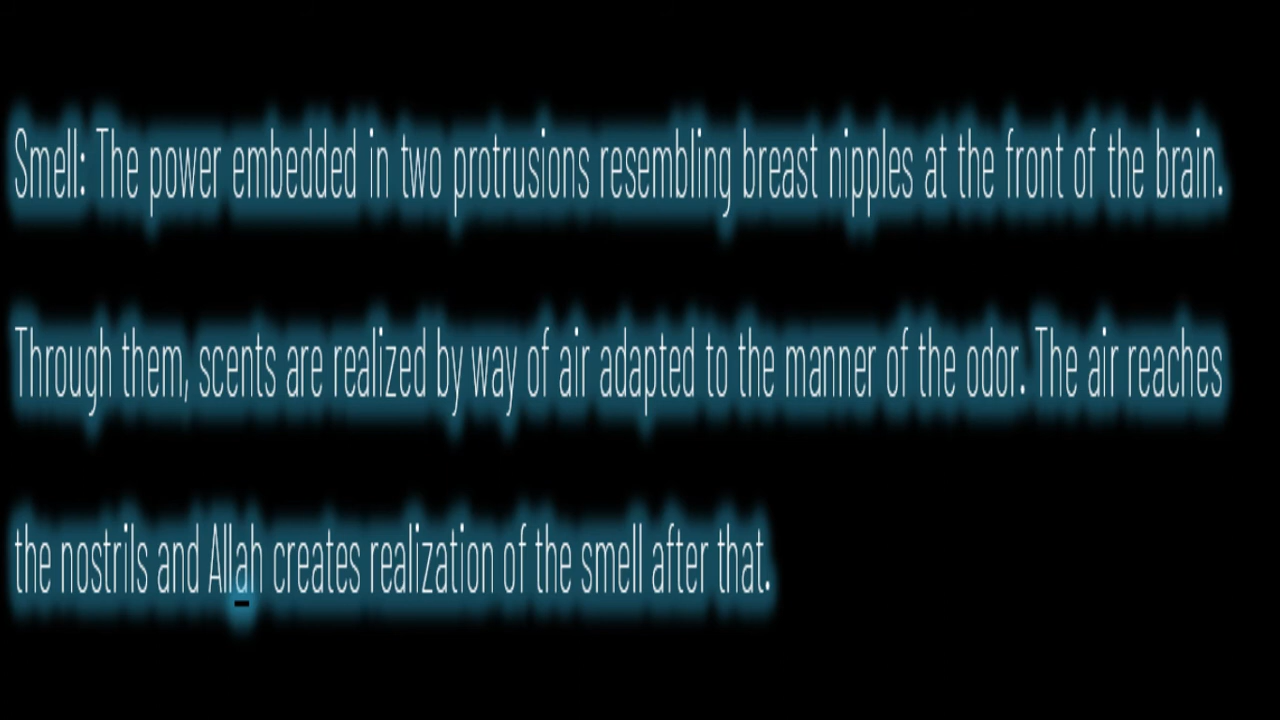 Smell: The power embedded in two protrusions resembling breast nipples at the front of the brain.
Through them, scents are realized by way of air adapted to the manner of the odor. The air reaches
the nostrils and Alla̱h creates realization of the smell after that.